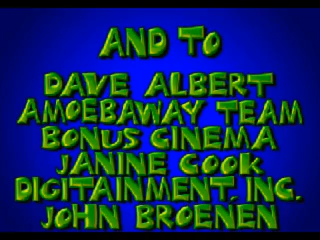 AND TO
DAVE ALBERT
AMOEBAWAY TEAM
BONUS CINEMA
JANINE COOK
DIGITAINMENT, INC.
JOHN BROENEN